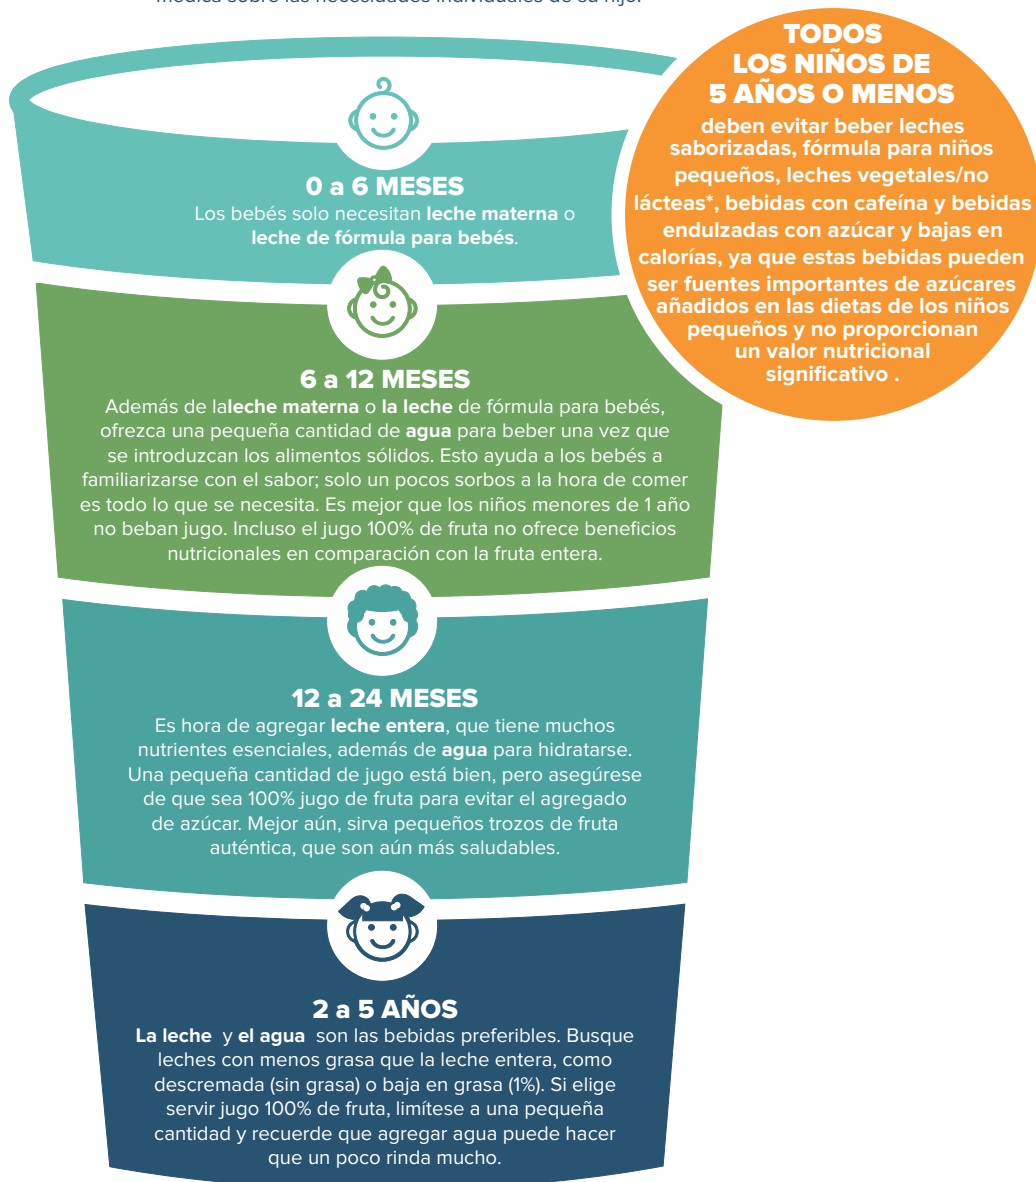 médica sobre las necesidades individuales de su hijo.
TODOS
LOS NIÑOS DE
5 AÑOS O MENOS
deben evitar beber leches
saborizadas, fórmula para niños
pequeños, leches vegetales/no
lácteas*, bebidas con cafeína y bebidas
endulzadas con azúcar y bajas en
calorías, ya que estas bebidas pueden
ser fuentes importantes de azúcares
añadidos en las dietas de los niños
pequeños y no proporcionan
un valor nutricional
significativo .
0 a 6 MESES
Los bebés solo necesitan leche materna o
leche de fórmula para bebés.
6 a 12 MESES
Además de laleche materna o la leche de fórmula para bebés,
ofrezca una pequeña cantidad de agua para beber una vez que
se introduzcan los alimentos sólidos. Esto ayuda a los bebés a
familiarizarse con el sabor; solo un pocos sorbos a la hora de comer
es todo lo que se necesita. Es mejor que los niños menores de 1 año
no beban jugo. Incluso el jugo 100% de fruta no ofrece beneficios
nutricionales en comparación con la fruta entera.
12 a 24 MESES
Es hora de agregar leche entera, que tiene muchos
nutrientes esenciales, además de agua para hidratarse.
Una pequeña cantidad de jugo está bien, pero asegúrese
de que sea 100% jugo de fruta para evitar el agregado
de azúcar. Mejor aún, sirva pequeños trozos de fruta
auténtica, que son aún más saludables.
2 a 5 AÑOS
La leche y el agua son las bebidas preferibles. Busque
leches con menos grasa que la leche entera, como
descremada (sin grasa) o baja en grasa (1%). Si elige
servir jugo 100% de fruta, limítese a una pequeña
cantidad y recuerde que agregar agua puede hacer
que un poco rinda mucho.